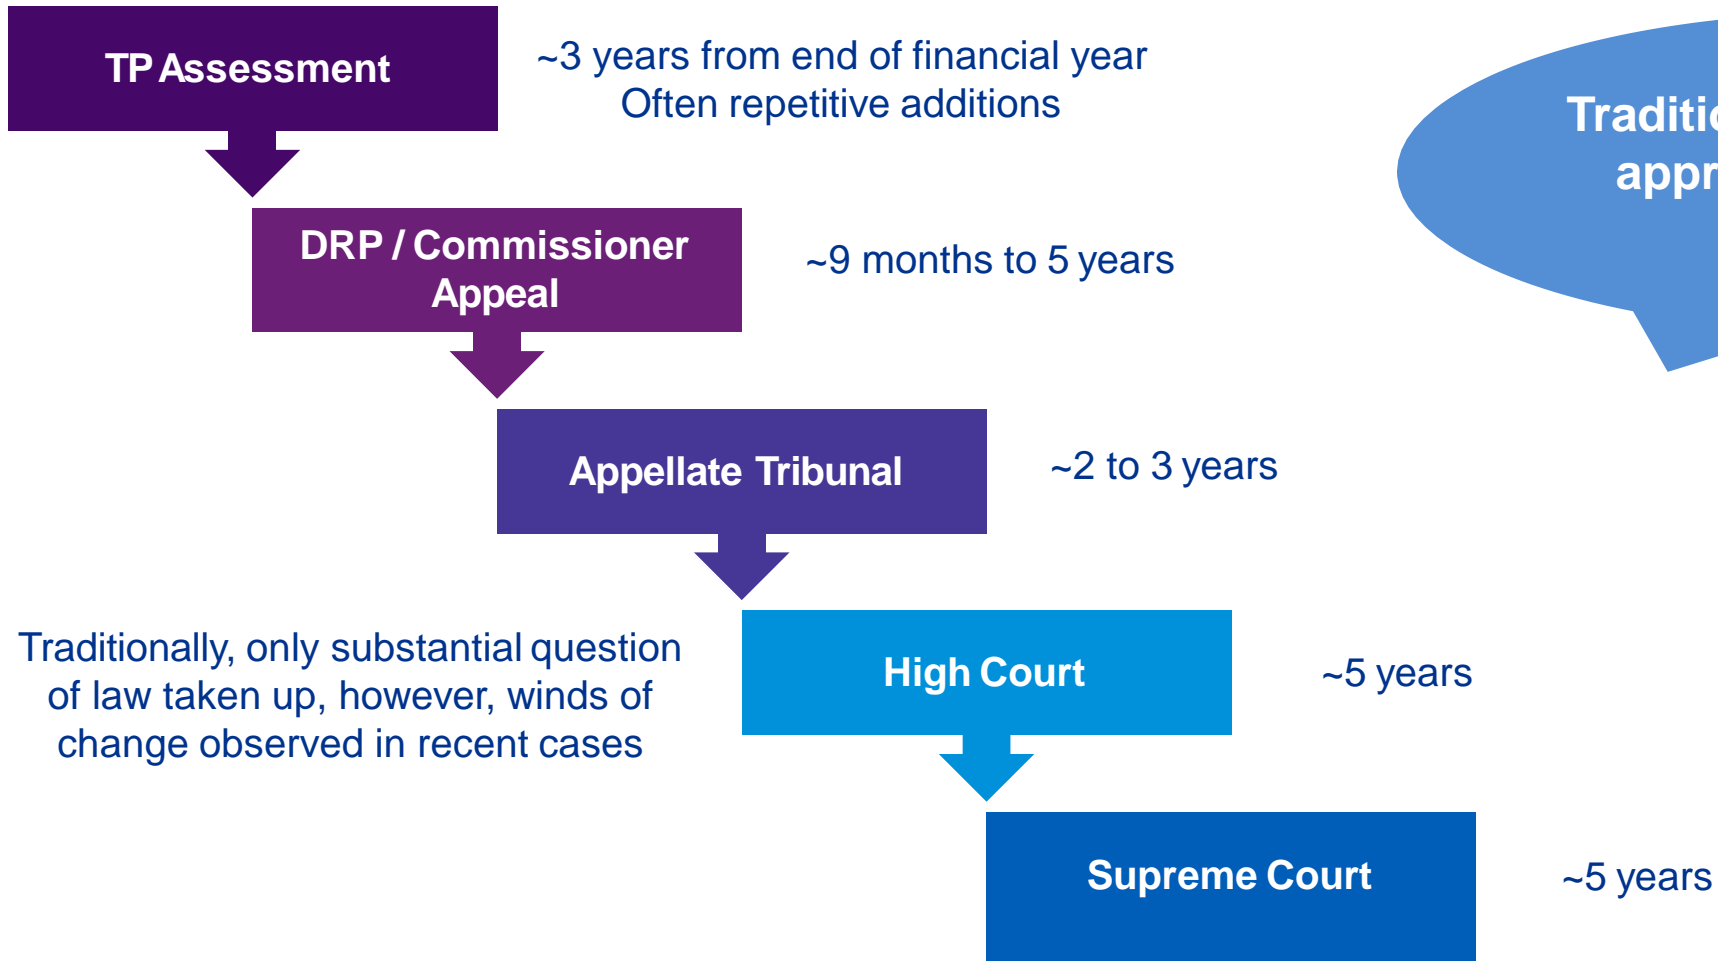 TP Assessment
~3 years from end of financial year
Often repetitive additions
DRP / Commissioner
Appeal
~9 months to 5 years
Appellate Tribunal
~2 to 3 years
Traditionally, only substantial question
of law taken up, however, winds of
change observed in recent cases
High Court
~5 years
Supreme Court
~5 years